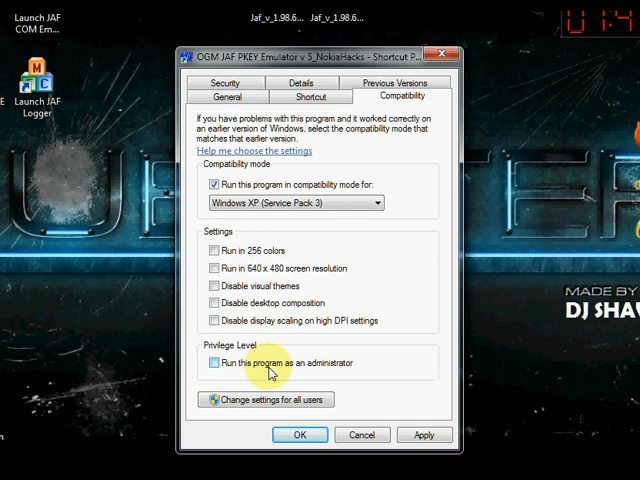 Launch JAF
COM Em...
Jaf_v_1.98.6... Jaf_v_1.98.6...
Launch JAF
Logger
OGM JAF PKEY Emulator v 5_NokiaHacks - Shortcut P...
Security Details Previous Versions
General Shortcut Compatibility
If you have problems with this program and it worked correctly on
an earlier version of Windows, select the compatibility mode that
matches that earlier version.
Help me choose the settings
Compatibility mode
Run this program in compatibility mode for:
Windows XP (Service Pack 3)
Settings
Run in 256 colors
Run in 640 x 480 screen resolution
Disable visual themes
Disable desktop composition
Disable display scaling on high DPI settings
Privilege Level
Run this program as an administrator
Change settings for all users
OK Cancel Apply
MADE BY
DJ SHAV